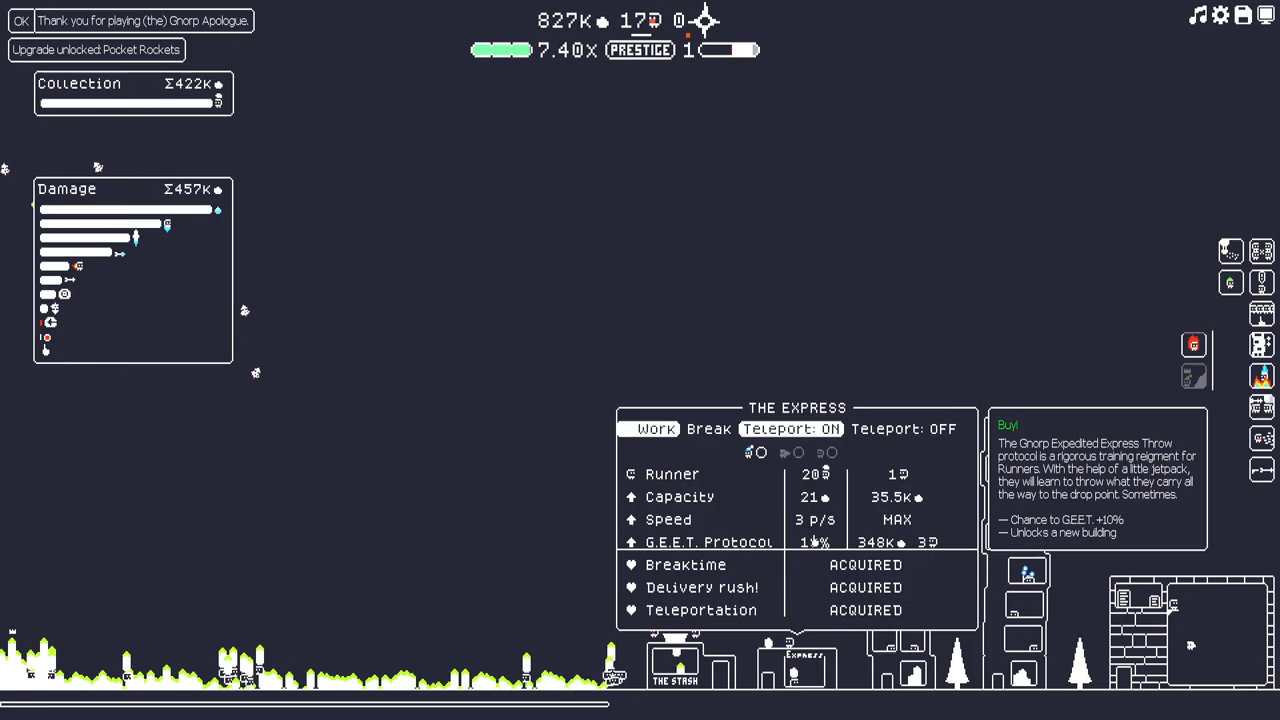 827K 17 0
7.40x PRESTIGE 1
OK Thank you for playing (the) Gnorp Apologue.
Upgrade unlocked: Pocket Rockets
Collection Σ422K
Damage Σ457K
THE EXPRESS
Work Break Teleport: ON Teleport: OFF
Runner 20 1
Capacity 21 35.5K
Speed 3 p/s MAX
G.E.E.T. Protocol 348K 3
Breaktime ACQUIRED
Delivery rush! ACQUIRED
Teleportation ACQUIRED
Buy!
The Gnorp Expedited Express Throw
protocol is a rigorous training reigment for
Runners. With the help of a little jetpack,
they will learn to throw what they carry all
the way to the drop point. Sometimes.
— Chance to G.E.E.T. +10%
— Unlocks a new building
THE STASH
EXPRESS